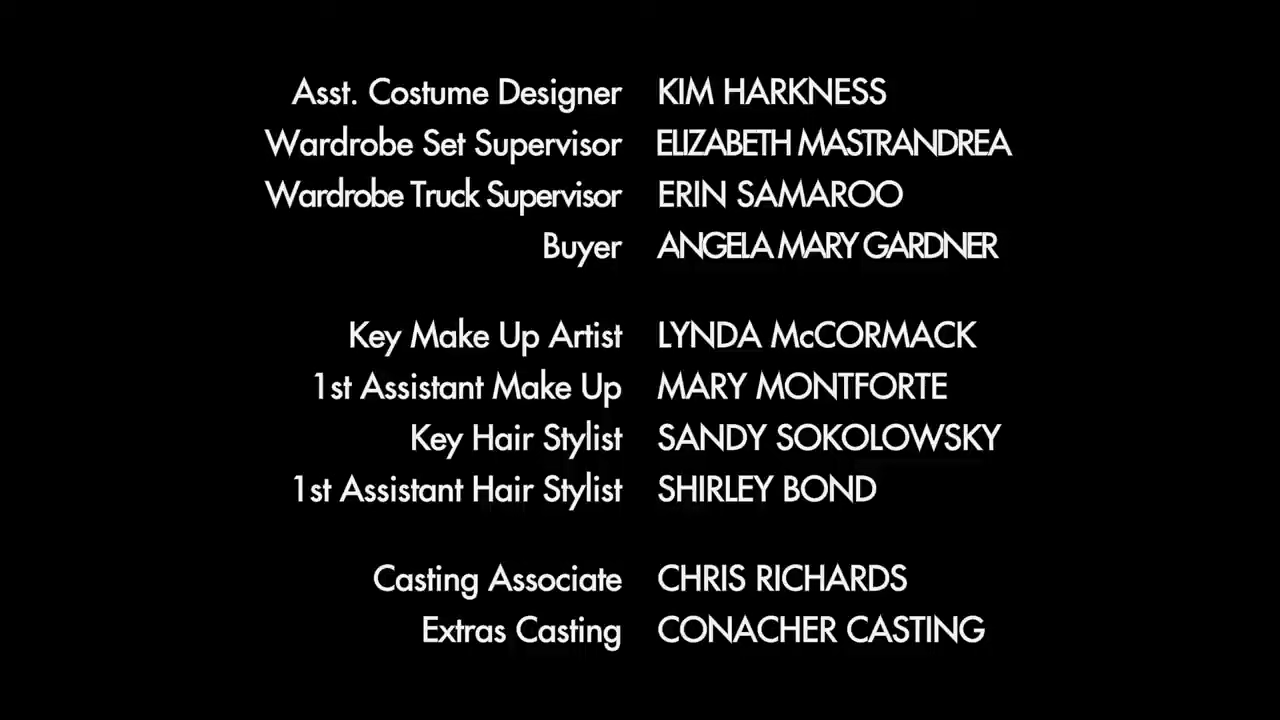 Asst. Costume Designer KIM HARKNESS
Wardrobe Set Supervisor ELIZABETH MASTRANDREA
Wardrobe Truck Supervisor ERIN SAMAROO
Buyer ANGELA MARY GARDNER
Key Make Up Artist LYNDA McCORMACK
1st Assistant Make Up MARY MONTFORTE
Key Hair Stylist SANDY SOKOLOWSKY
1st Assistant Hair Stylist SHIRLEY BOND
Casting Associate CHRIS RICHARDS
Extras Casting CONACHER CASTING